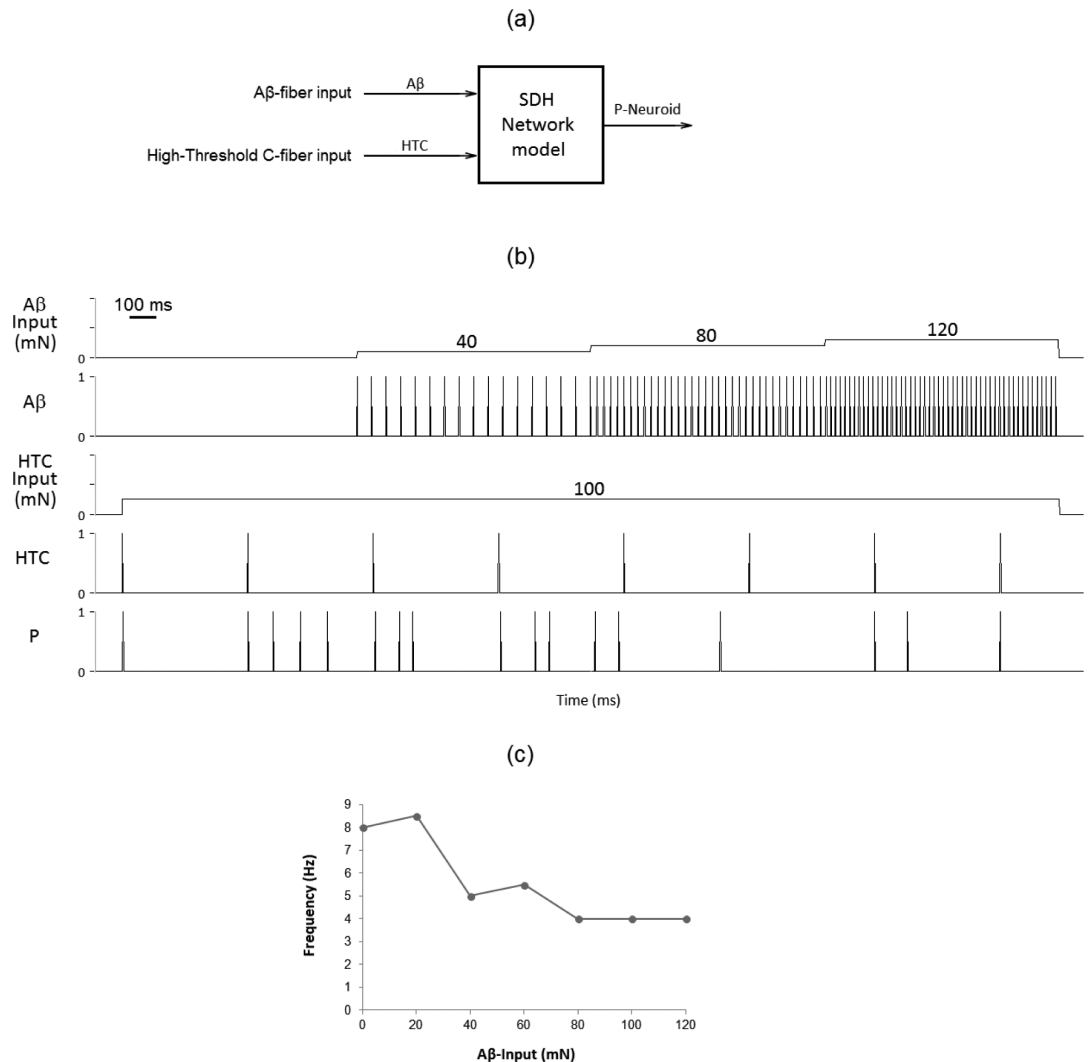 (a)
Aβ-fiber input
Aβ
High-Threshold C-fiber input
HTC
SDH
Network
model
P-Neuroid
(b)
Aβ
Input
(mN)
0
100 ms
40
80
120
Aβ
1
0
HTC
Input
(mN)
0
100
HTC
1
0
P
1
0
Time (ms)
(c)
Frequency (Hz)
9
8
7
6
5
4
3
2
1
0
0 20 40 60 80 100 120
Aβ-Input (mN)